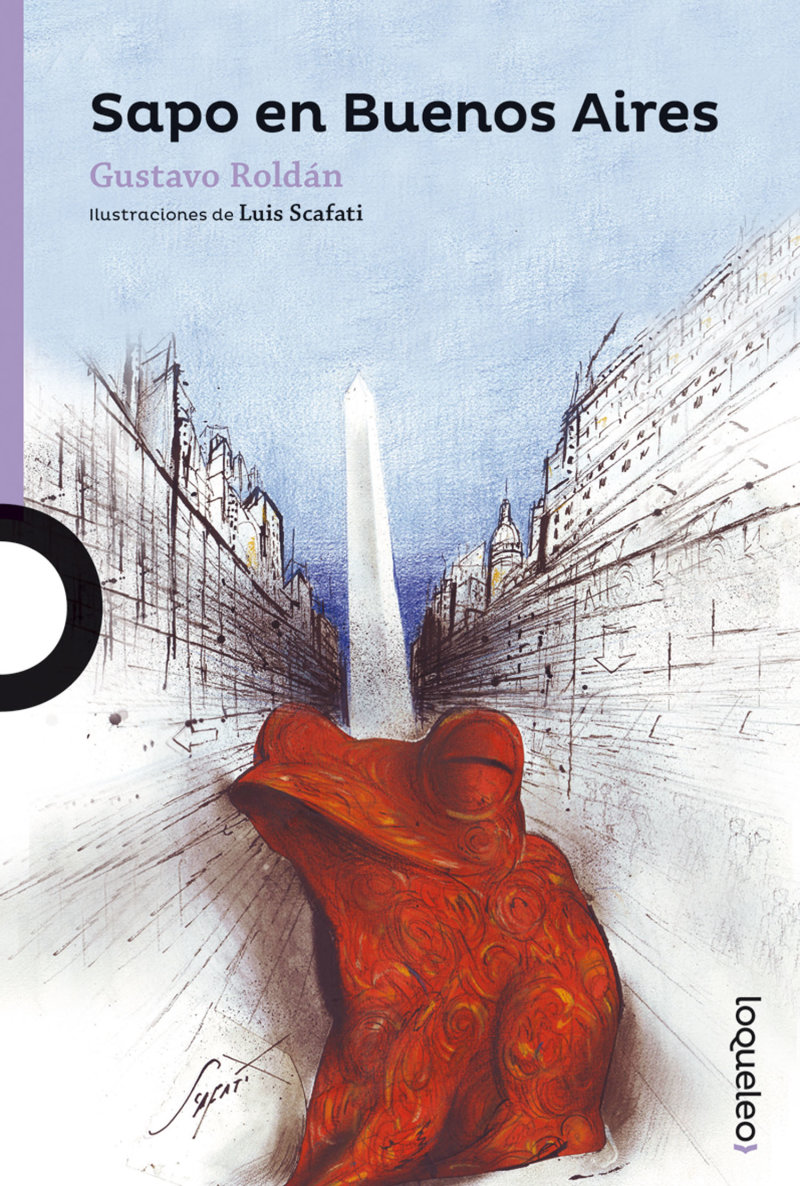 Sapo en Buenos Aires
Gustavo Roldán
Ilustraciones de Luis Scafati
Scafati
loqueleo